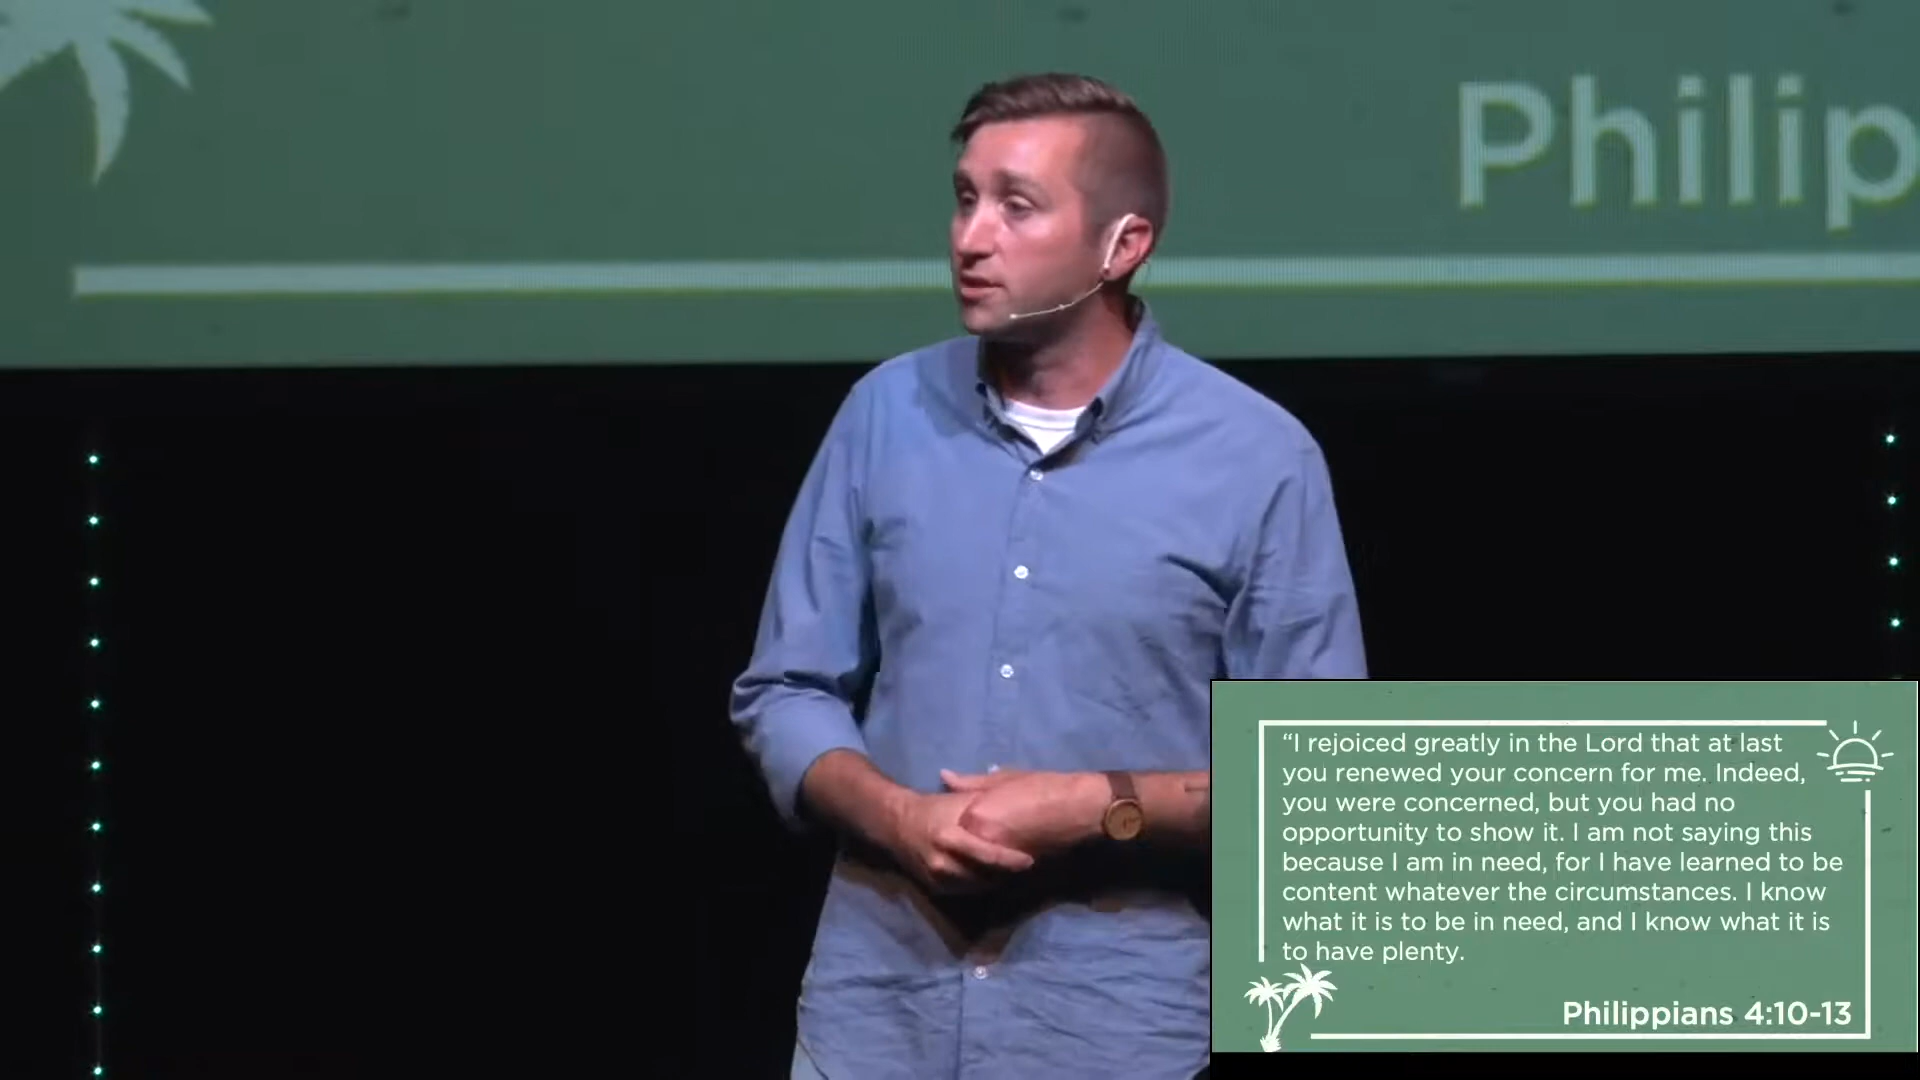 Philip
“I rejoiced greatly in the Lord that at last
you renewed your concern for me. Indeed,
you were concerned, but you had no
opportunity to show it. I am not saying this
because I am in need, for I have learned to be
content whatever the circumstances. I know
what it is to be in need, and I know what it is
to have plenty.
Philippians 4:10-13